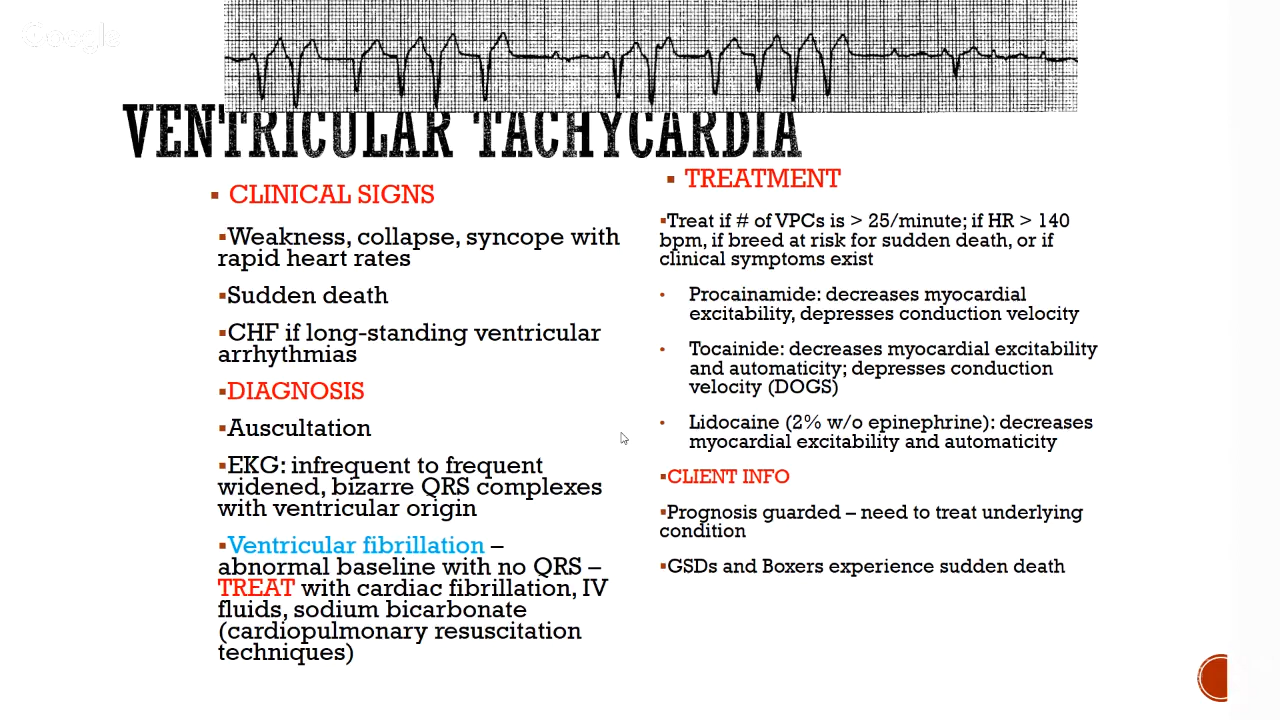 Google
VENTRICULAR TACHYCARDIA
▪ CLINICAL SIGNS
▪Weakness, collapse, syncope with
rapid heart rates
▪Sudden death
▪CHF if long-standing ventricular
arrhythmias
▪DIAGNOSIS
▪Auscultation
▪EKG: infrequent to frequent
widened, bizarre QRS complexes
with ventricular origin
▪Ventricular fibrillation –
abnormal baseline with no QRS –
TREAT with cardiac fibrillation, IV
fluids, sodium bicarbonate
(cardiopulmonary resuscitation
techniques)
▪ TREATMENT
▪Treat if # of VPCs is > 25/minute; if HR > 140
bpm, if breed at risk for sudden death, or if
clinical symptoms exist
• Procainamide: decreases myocardial
excitability, depresses conduction velocity
• Tocainide: decreases myocardial excitability
and automaticity; depresses conduction
velocity (DOGS)
• Lidocaine (2% w/o epinephrine): decreases
myocardial excitability and automaticity
▪CLIENT INFO
▪Prognosis guarded – need to treat underlying
condition
▪GSDs and Boxers experience sudden death